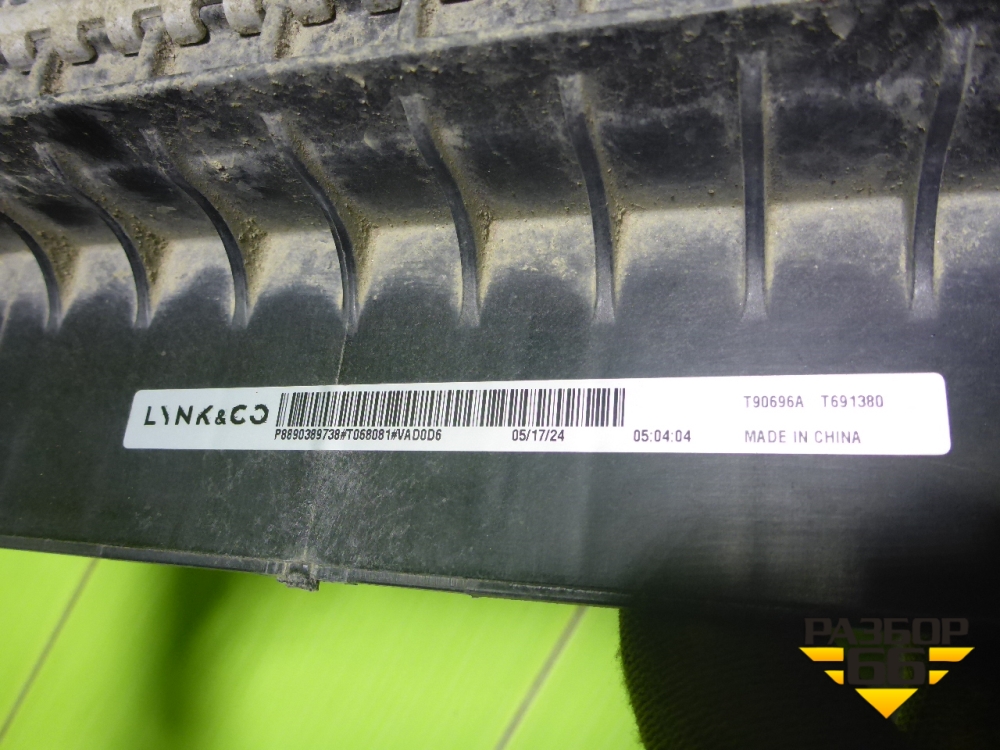 LYNK&CO
P8890389738#T068081#VAD0D6 05/17/24 05:04:04
T90696A T691380
MADE IN CHINA
РАЗБОР
66